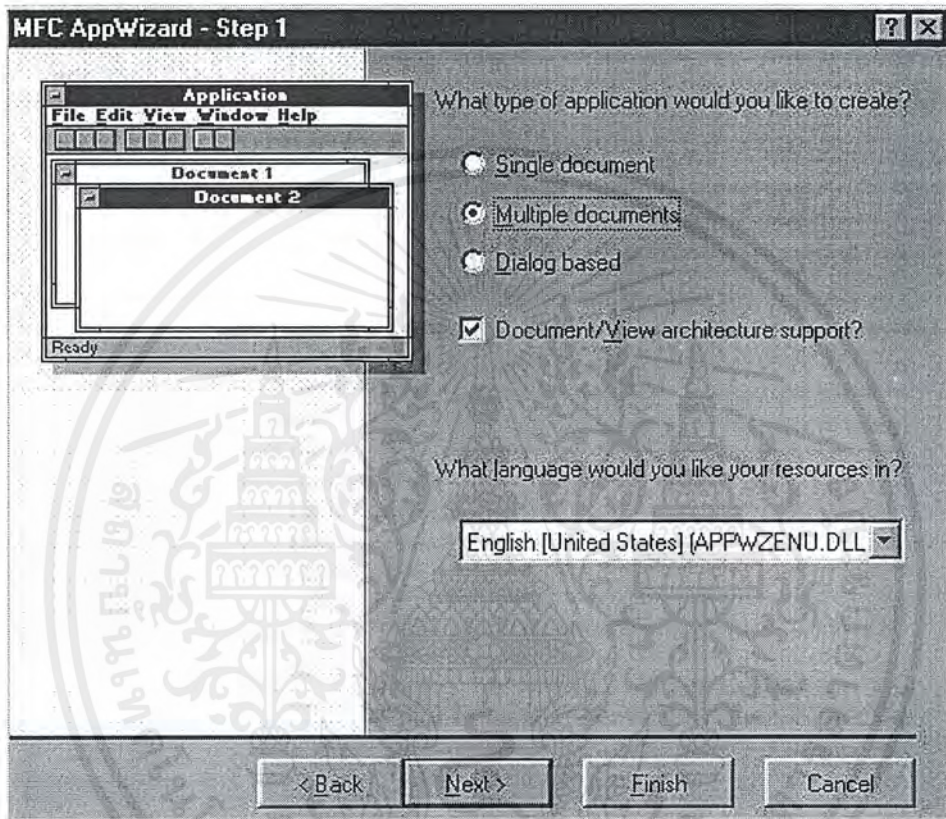 MFC AppWizard - Step 1
Application
File Edit View Window Help
Document 1
Document 2
Ready
What type of application would you like to create?
Single document
Multiple documents
Dialog based
Document/View architecture support?
What language would you like your resources in?
English [United States] (APPWZENU.DLL
< Back
Next >
Finish
Cancel